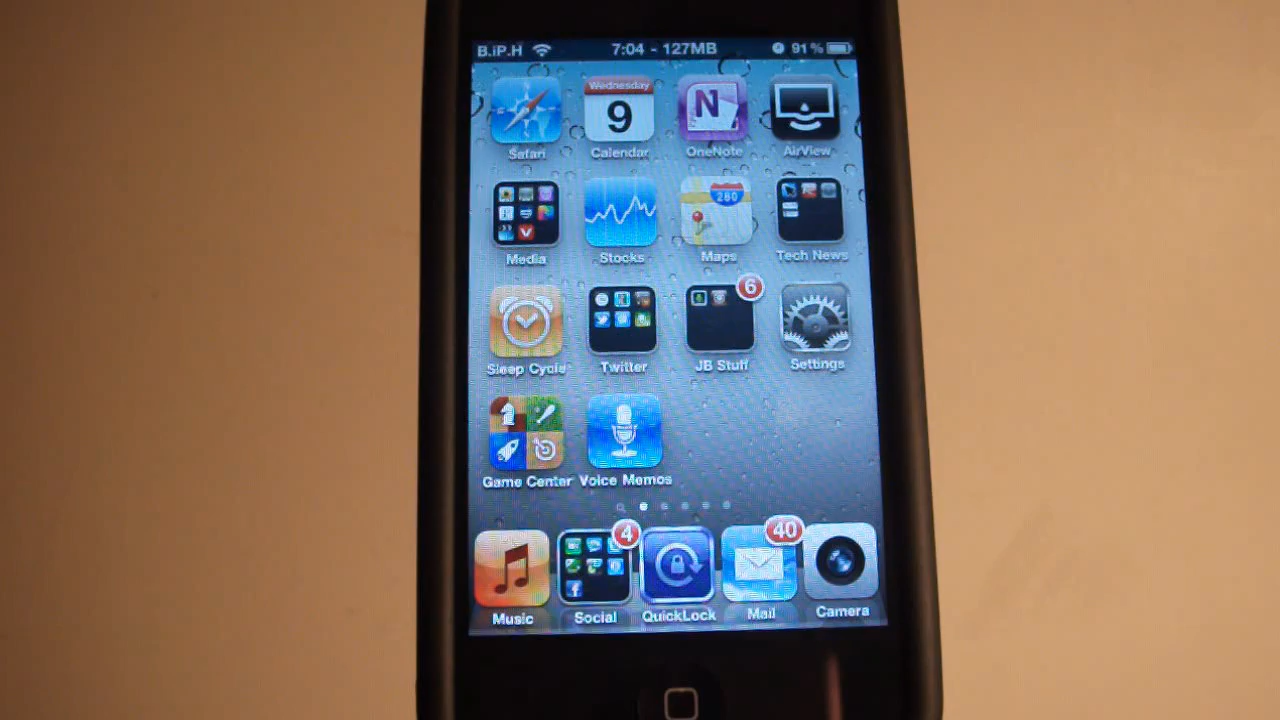 B.iP.H 7:04 - 127MB 91%
Wednesday
9
N
Safari Calendar OneNote AirView
280
Media Stocks Maps Tech News
6
Sleep Cycle Twitter JB Stuff Settings
Game Center Voice Memos
4 40
Music Social QuickLock Mail Camera